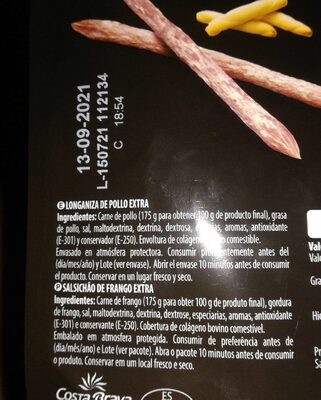 13-09-2021
L-150721 112134
C 18:54
E LONGANIZA DE POLLO EXTRA
Ingredientes: Carne de pollo (175 g para obtener 100 g de producto final), grasa
de pollo, sal, maltodextrina, dextrina, dextrosa, aromas, antioxidante
(E-301) y conservador (E-250). Envoltura de colágeno comestible.
Envasado en atmósfera protectora. Consumir preferentemente antes del
(día/mes/año) y Lote (ver envase). Abrir el envase 10 minutos antes de consumir
el producto. Conservar en un lugar fresco y seco.
P SALSICHÃO DE FRANGO EXTRA
Ingredientes: Carne de frango (175 g para obter 100 g de produto final), gordura
de frango, sal, maltodextrina, dextrina, dextrose, especiarias, aromas, antioxidante
(E-301) e conservante (E-250). Cobertura de colágeno bovino comestível.
Embalado em atmosfera protegida. Consumir de preferência antes de
(dia/mês/ano) e Lote (ver pacote). Abra o pacote 10 minutos antes de consumir
o produto. Conservar em um local fresco e seco.
Costa Brava
ES